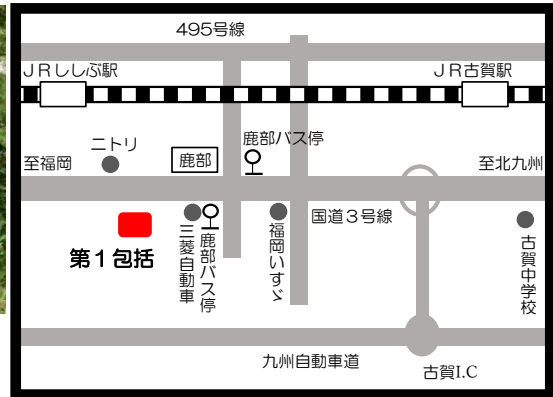 495号線
JRししぶ駅
JR古賀駅
ニトリ
鹿部
鹿部バス停
至福岡
至北九州
国道3号線
第1包括
三菱自動車
鹿部バス停
福岡いすゞ
古賀中学校
九州自動車道
古賀I.C